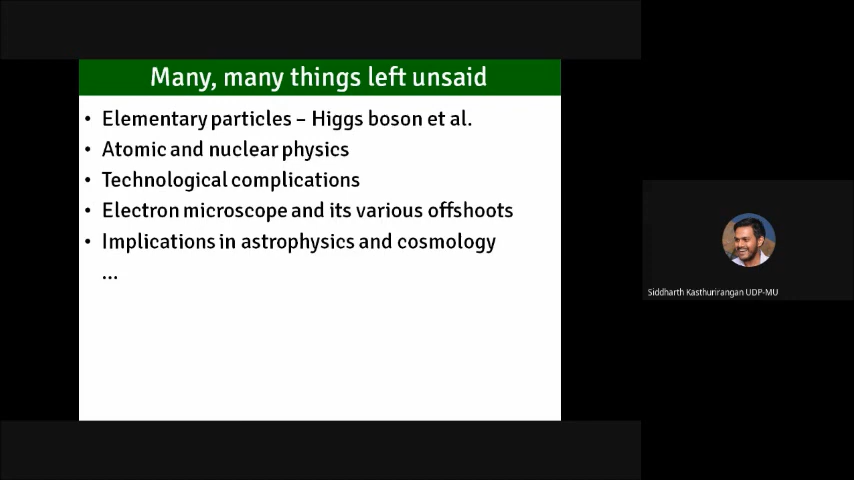 Many, many things left unsaid
• Elementary particles – Higgs boson et al.
• Atomic and nuclear physics
• Technological complications
• Electron microscope and its various offshoots
• Implications in astrophysics and cosmology
...
Siddharth Kasthurirangan UDP-MU